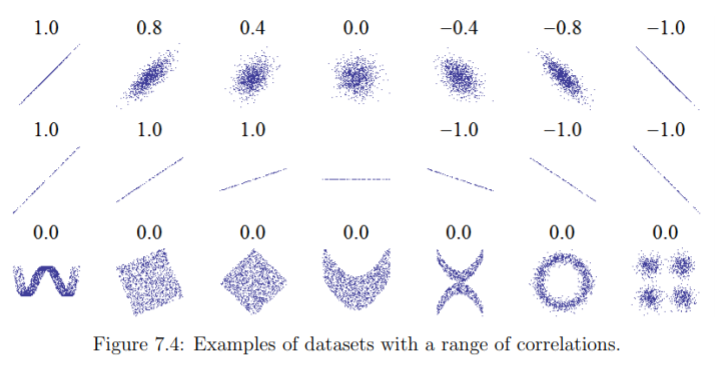 1.0 0.8 0.4 0.0 −0.4 −0.8 −1.0
1.0 1.0 1.0 −1.0 −1.0 −1.0
0.0 0.0 0.0 0.0 0.0 0.0 0.0
Figure 7.4: Examples of datasets with a range of correlations.